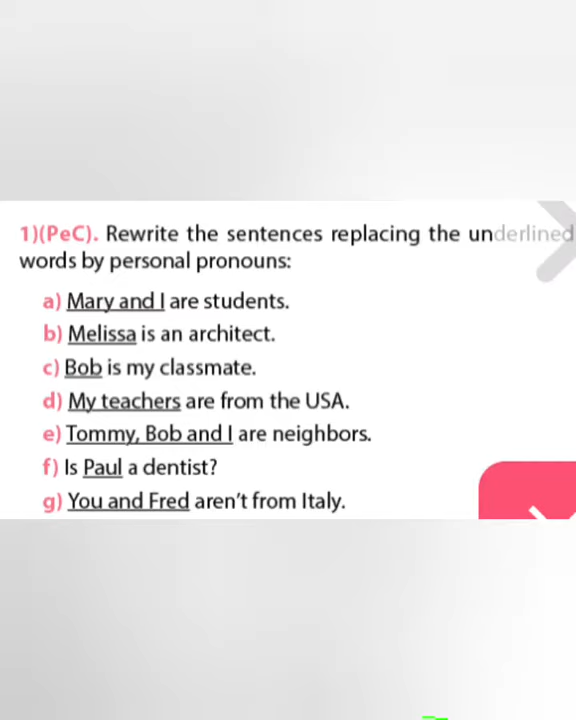 1)(PeC). Rewrite the sentences replacing the underlined
words by personal pronouns:
a) Mary and I are students.
b) Melissa is an architect.
c) Bob is my classmate.
d) My teachers are from the USA.
e) Tommy, Bob and I are neighbors.
f) Is Paul a dentist?
g) You and Fred aren't from Italy.